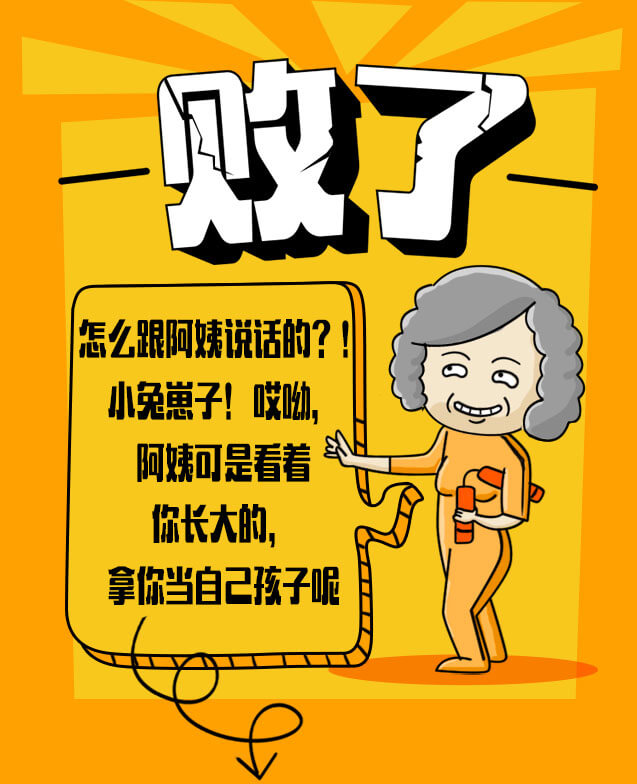 败了
怎么跟阿姨说话的？！
小兔崽子！哎呦，
阿姨可是看着
你长大的，
拿你当自己孩子呢